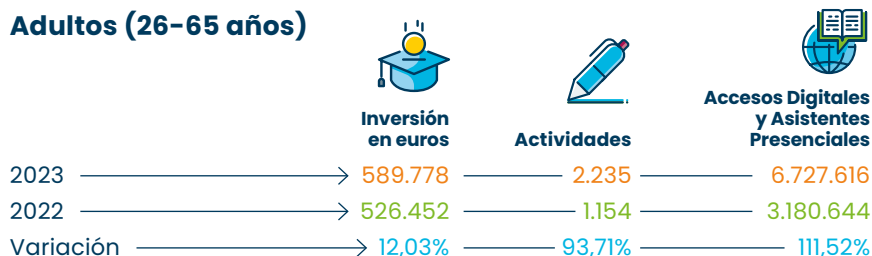 Adultos (26-65 años)
Inversión
en euros
Actividades
Accesos Digitales
y Asistentes
Presenciales
2023 589.778 2.235 6.727.616
2022 526.452 1.154 3.180.644
Variación 12,03% 93,71% 111,52%